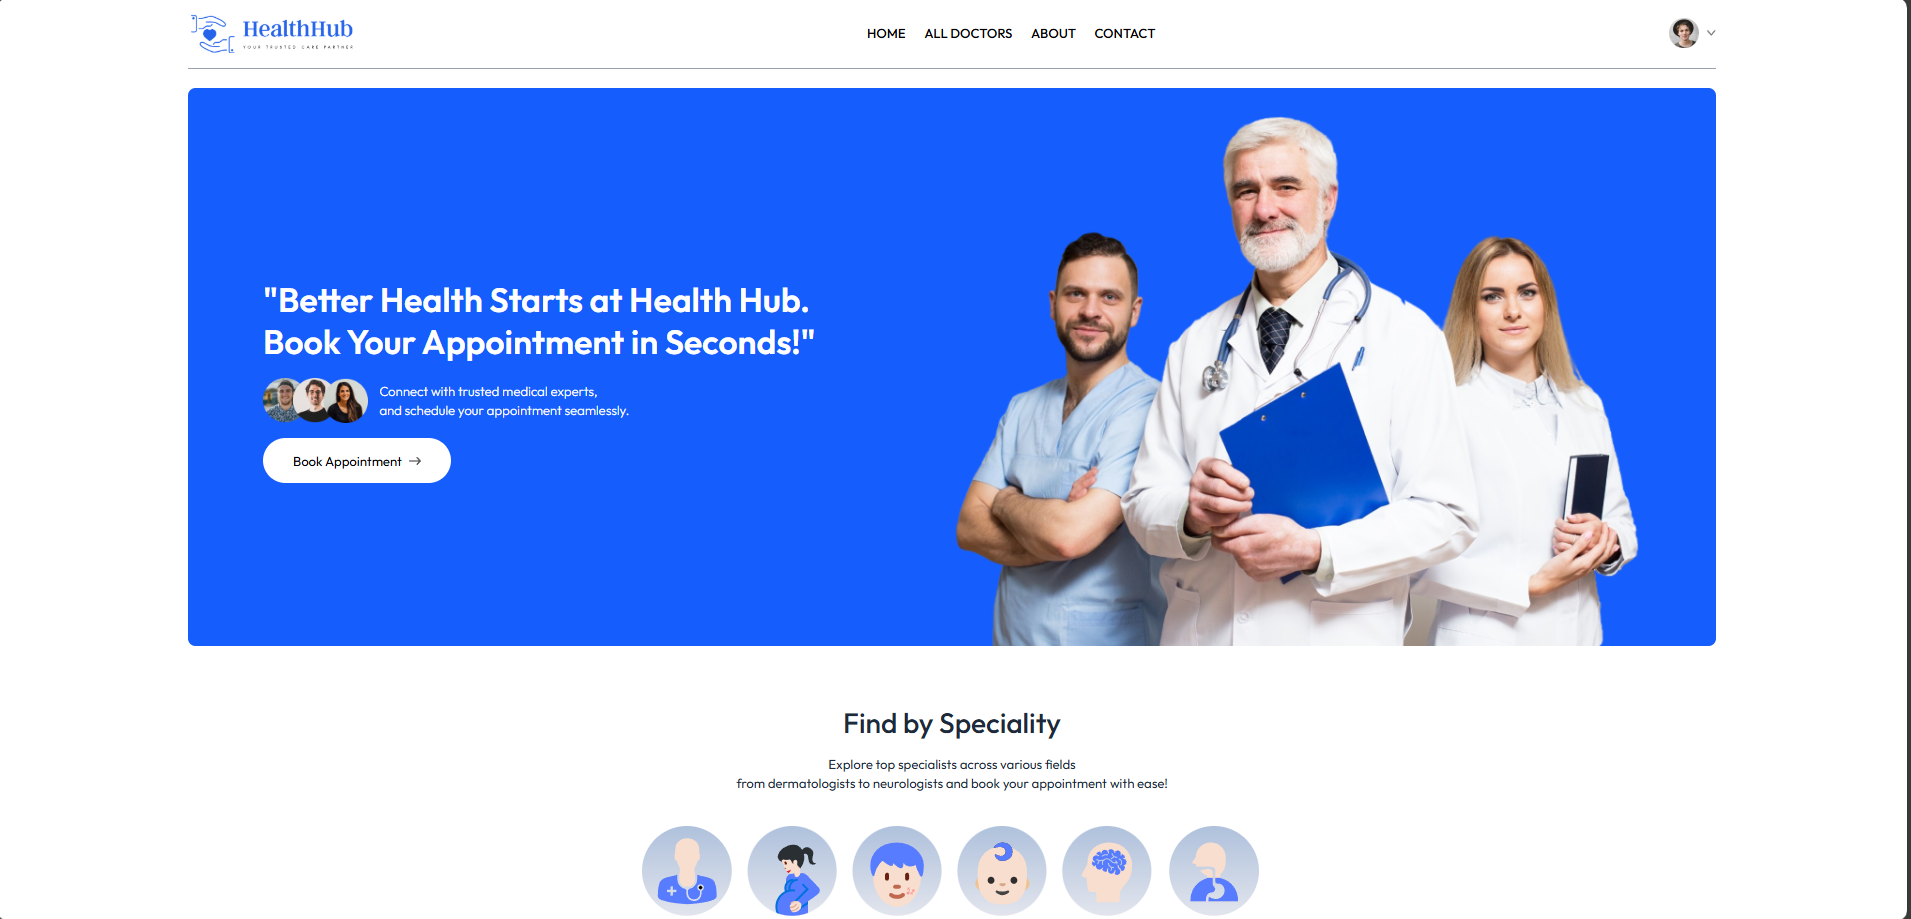 HealthHub
YOUR TRUSTED CARE PARTNER
HOME ALL DOCTORS ABOUT CONTACT
"Better Health Starts at Health Hub.
Book Your Appointment in Seconds!"
Connect with trusted medical experts,
and schedule your appointment seamlessly.
Book Appointment →
Find by Speciality
Explore top specialists across various fields
from dermatologists to neurologists and book your appointment with ease!